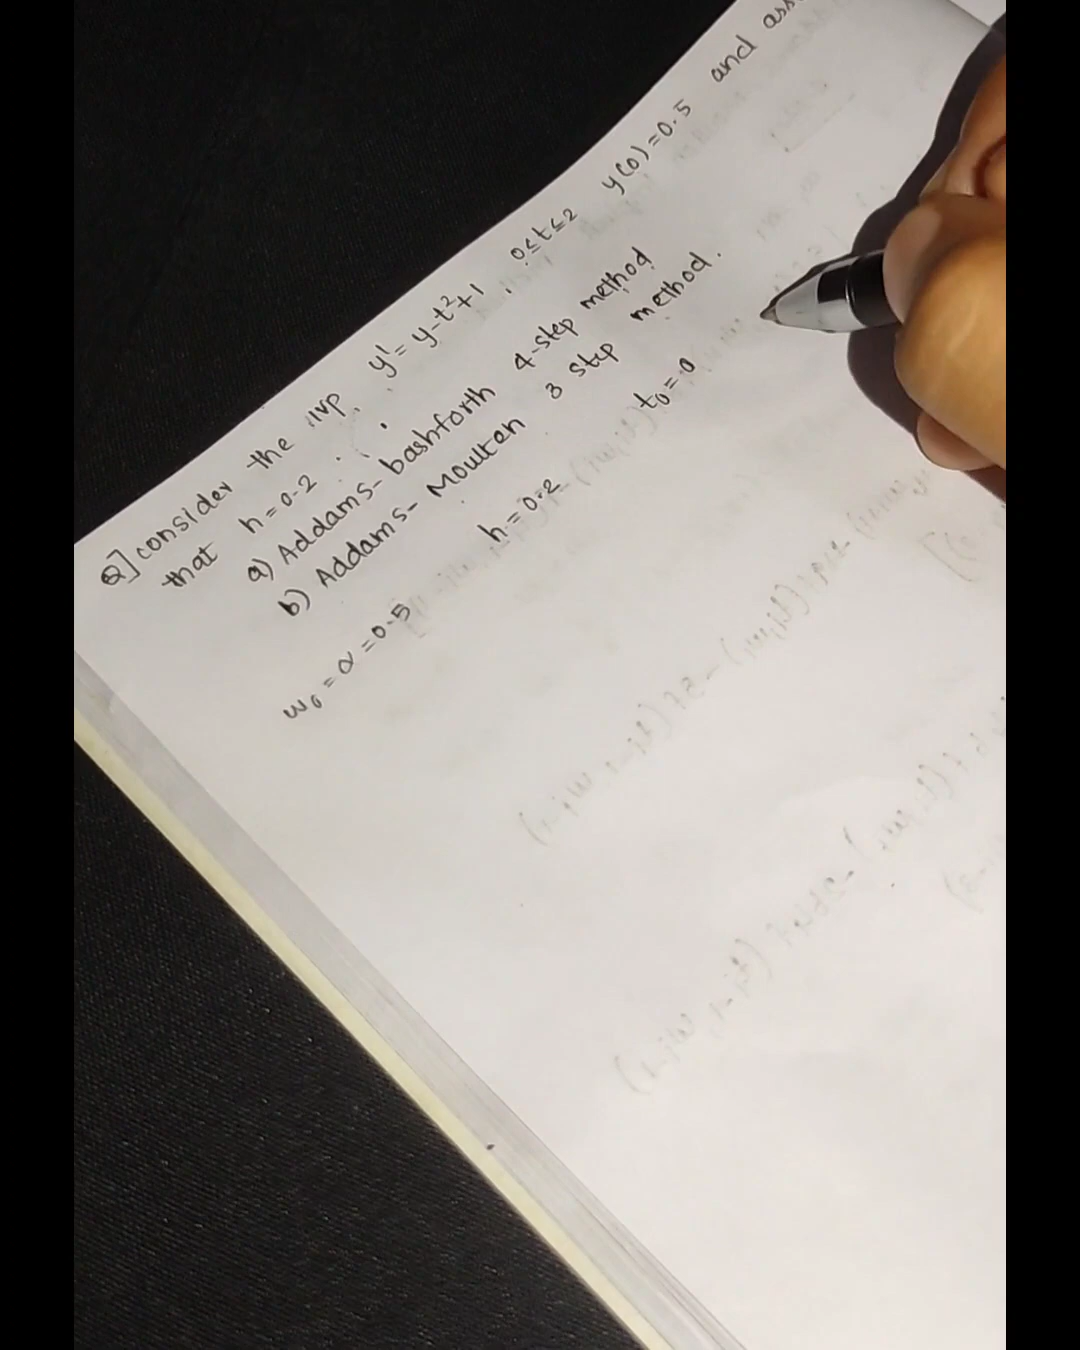 Q] consider the IVP, y' = y-t²+1, 0≤t≤2 y(0)=0.5 and
that h=0.2
a) Addams-bashforth 4-step method
b) Addams-Moultan 3 step method.
w₀ = α = 0.5 h = 0.2 t₀ = 0